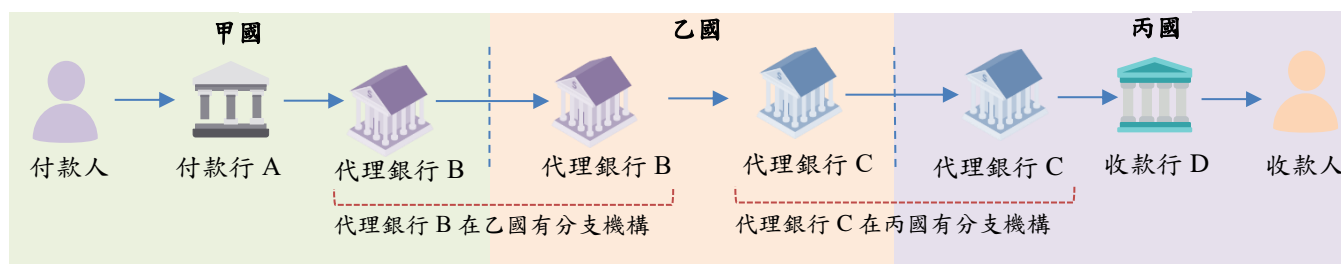 甲國 乙國 丙國
付款人 付款行 A 代理銀行 B 代理銀行 B 代理銀行 C 代理銀行 C 收款行 D 收款人
代理銀行 B 在乙國有分支機構 代理銀行 C 在丙國有分支機構